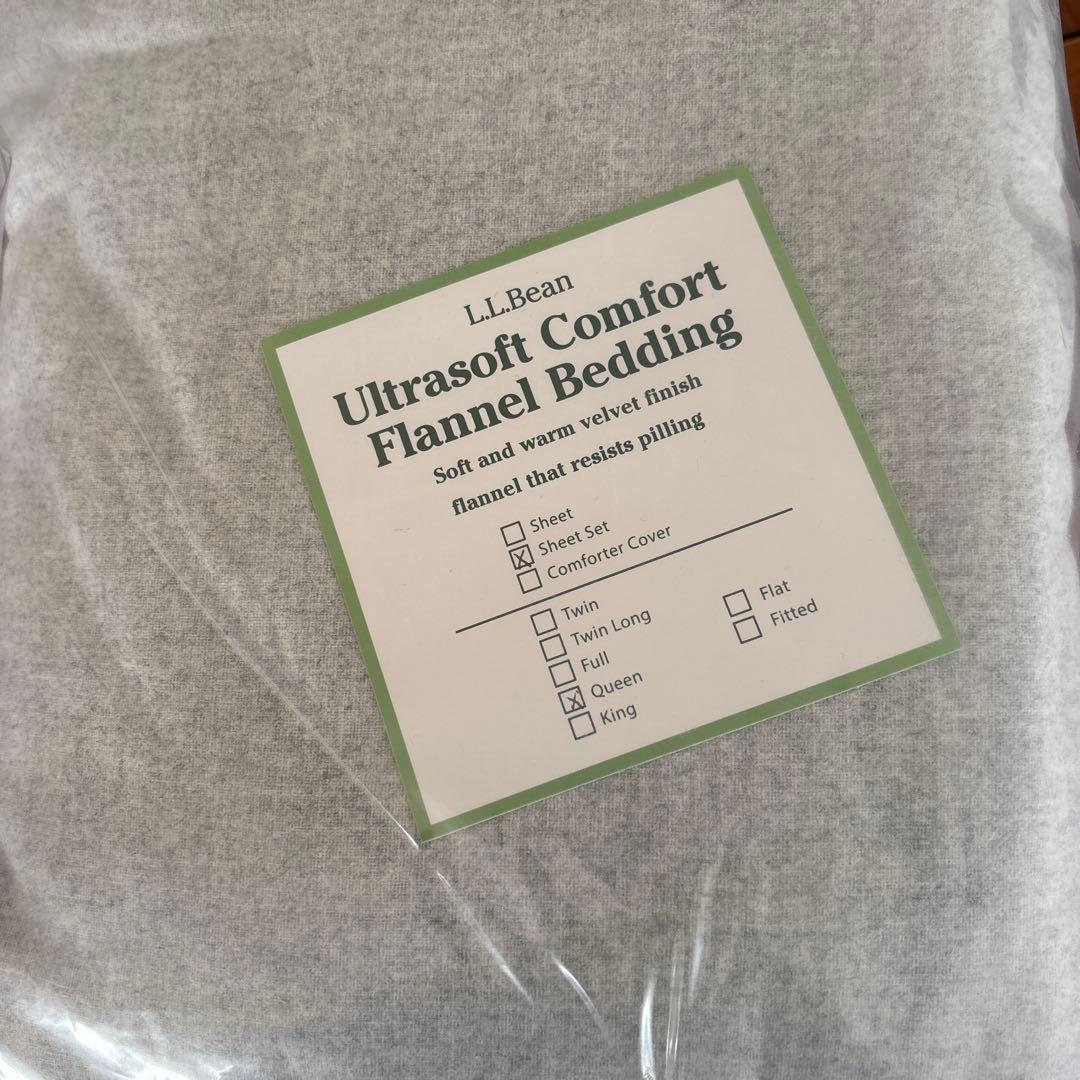 L.L.Bean
Ultrasoft Comfort
Flannel Bedding
Soft and warm velvet finish
flannel that resists pilling
☐ Sheet
☒ Sheet Set
☐ Comforter Cover
☐ Twin
☐ Twin Long
☐ Full
☒ Queen
☐ King
☐ Flat
☐ Fitted